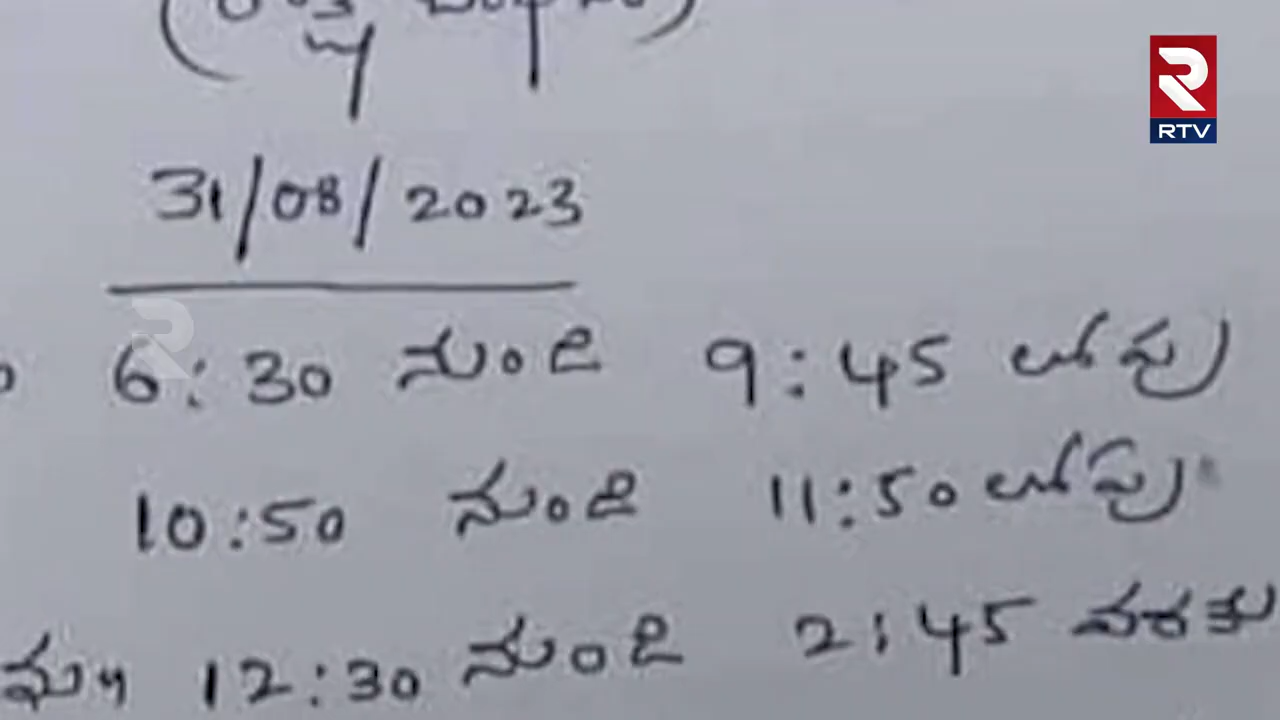 RTV
31/08/2023
6:30 నుండి 9:45 లోపు
10:50 నుండి 11:50 లోపు
మ॥ 12:30 నుండి 2:45 వరకు